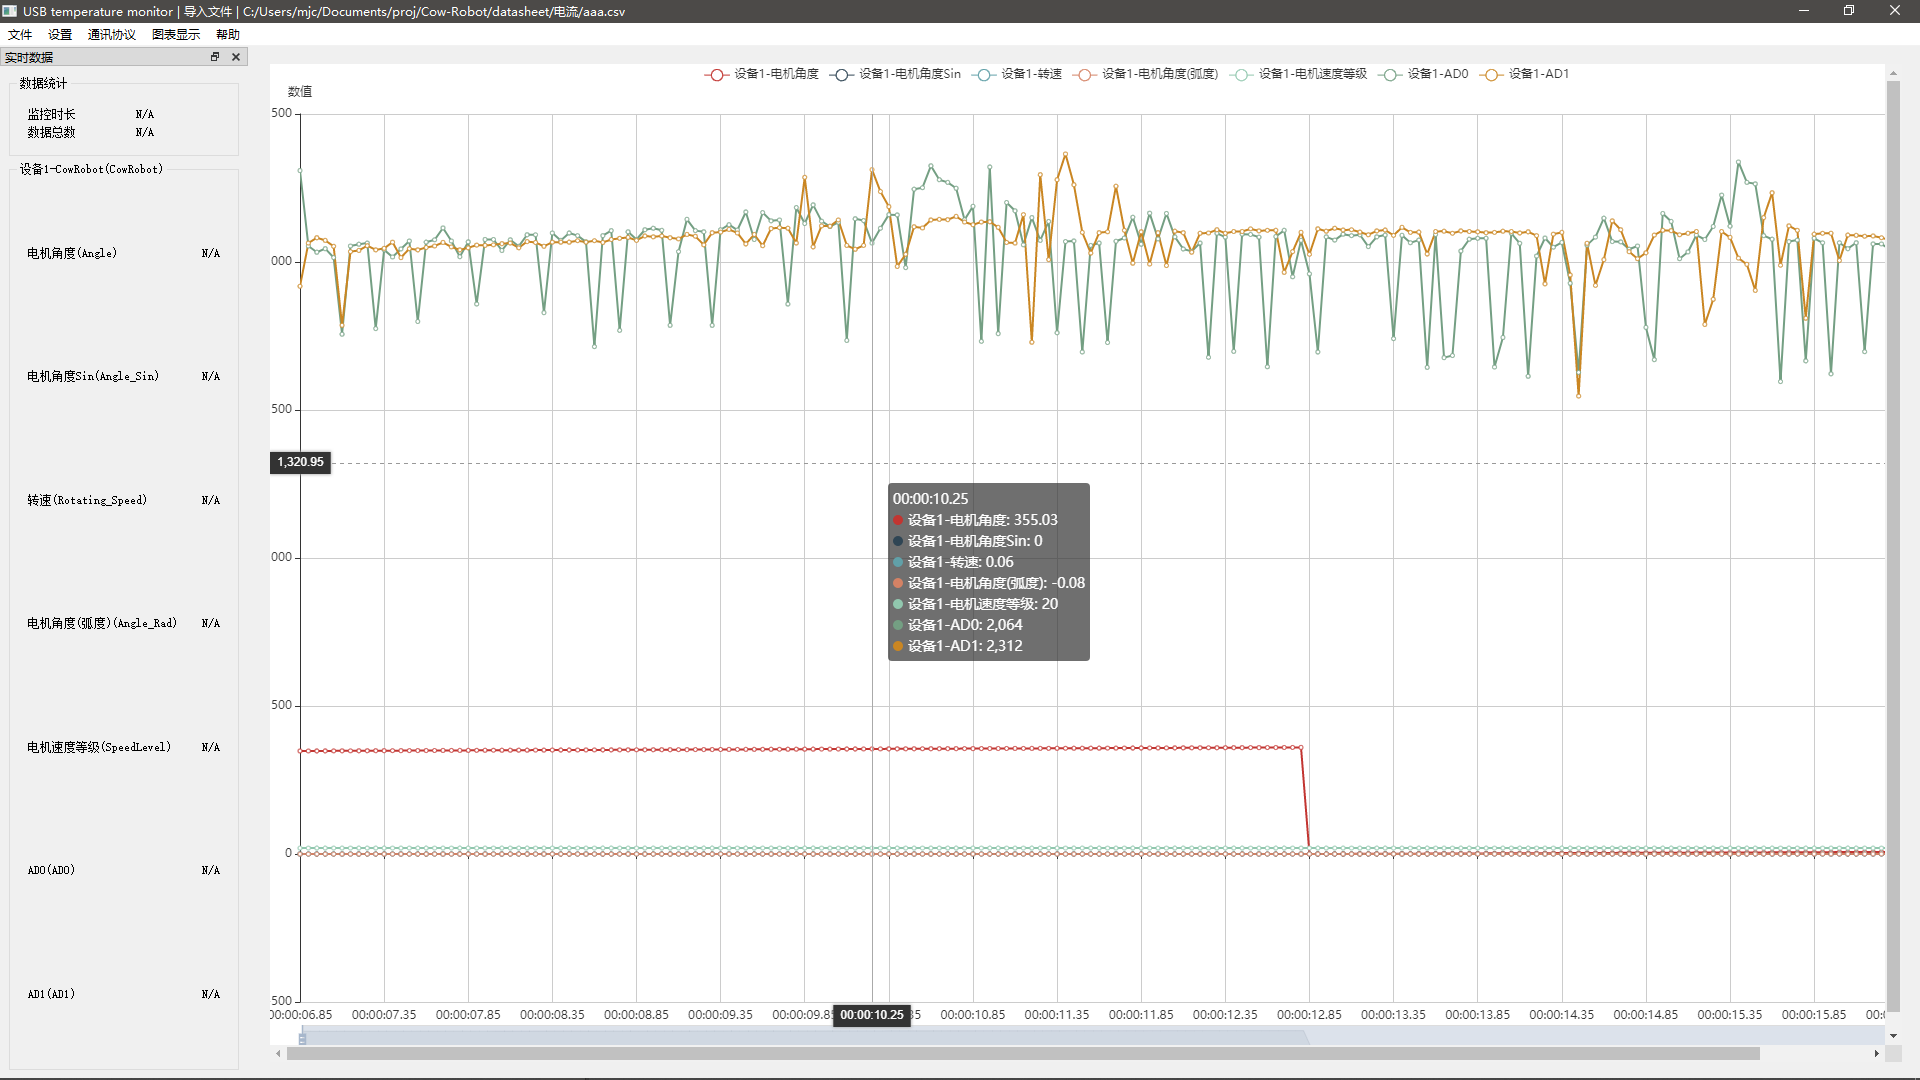 USB temperature monitor | 导入文件 | C:/Users/mjc/Documents/proj/Cow-Robot/datasheet/电流/aaa.csv
文件 设置 通讯协议 图表显示 帮助
实时数据
数据统计
监控时长 N/A
数据总数 N/A
设备1-CowRobot(CowRobot)
电机角度(Angle) N/A
电机角度Sin(Angle_Sin) N/A
转速(Rotating_Speed) N/A
电机角度(弧度)(Angle_Rad) N/A
电机速度等级(SpeedLevel) N/A
AD0(AD0) N/A
AD1(AD1) N/A
设备1-电机角度 设备1-电机角度Sin 设备1-转速 设备1-电机角度(弧度) 设备1-电机速度等级 设备1-AD0 设备1-AD1
数值
500
000
500
1,320.95
000
500
0
500
00:00:10.25
设备1-电机角度: 355.03
设备1-电机角度Sin: 0
设备1-转速: 0.06
设备1-电机角度(弧度): -0.08
设备1-电机速度等级: 20
设备1-AD0: 2,064
设备1-AD1: 2,312
00:00:06.85 00:00:07.35 00:00:07.85 00:00:08.35 00:00:08.85 00:00:09.35 00:00:09.8 00:00:10.25 35 00:00:10.85 00:00:11.35 00:00:11.85 00:00:12.35 00:00:12.85 00:00:13.35 00:00:13.85 00:00:14.35 00:00:14.85 00:00:15.35 00:00:15.85 00:0